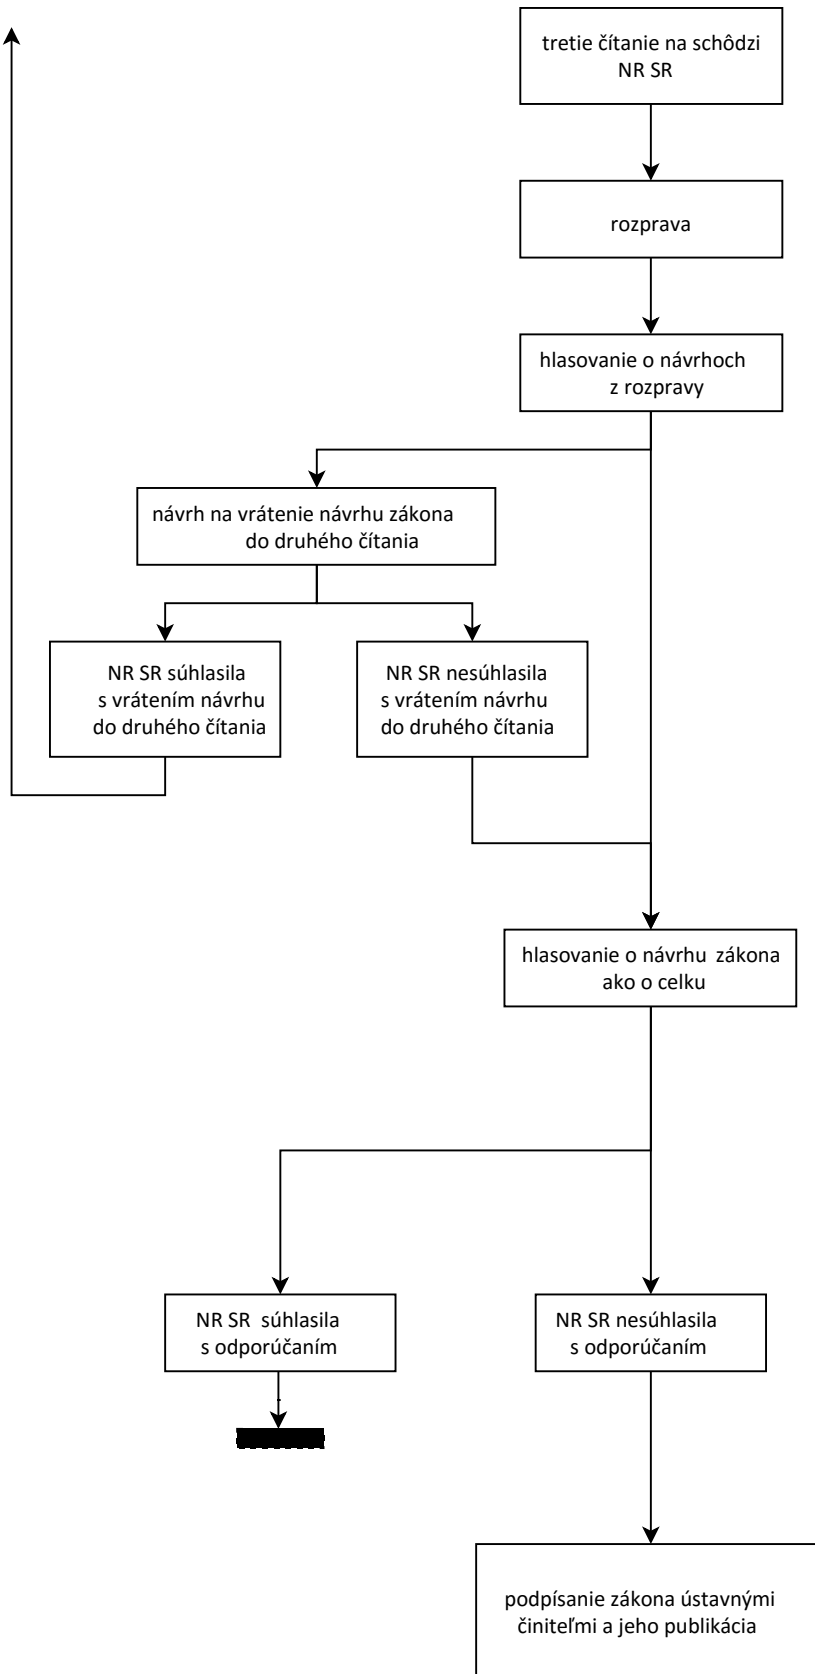 tretie čítanie na schôdzi
NR SR
rozprava
hlasovanie o návrhoch
z rozpravy
návrh na vrátenie návrhu zákona
do druhého čítania
NR SR súhlasila
s vrátením návrhu
do druhého čítania
NR SR nesúhlasila
s vrátením návrhu
do druhého čítania
hlasovanie o návrhu zákona
ako o celku
NR SR súhlasila
s odporúčaním
NR SR nesúhlasila
s odporúčaním
podpísanie zákona ústavnými
činiteľmi a jeho publikácia